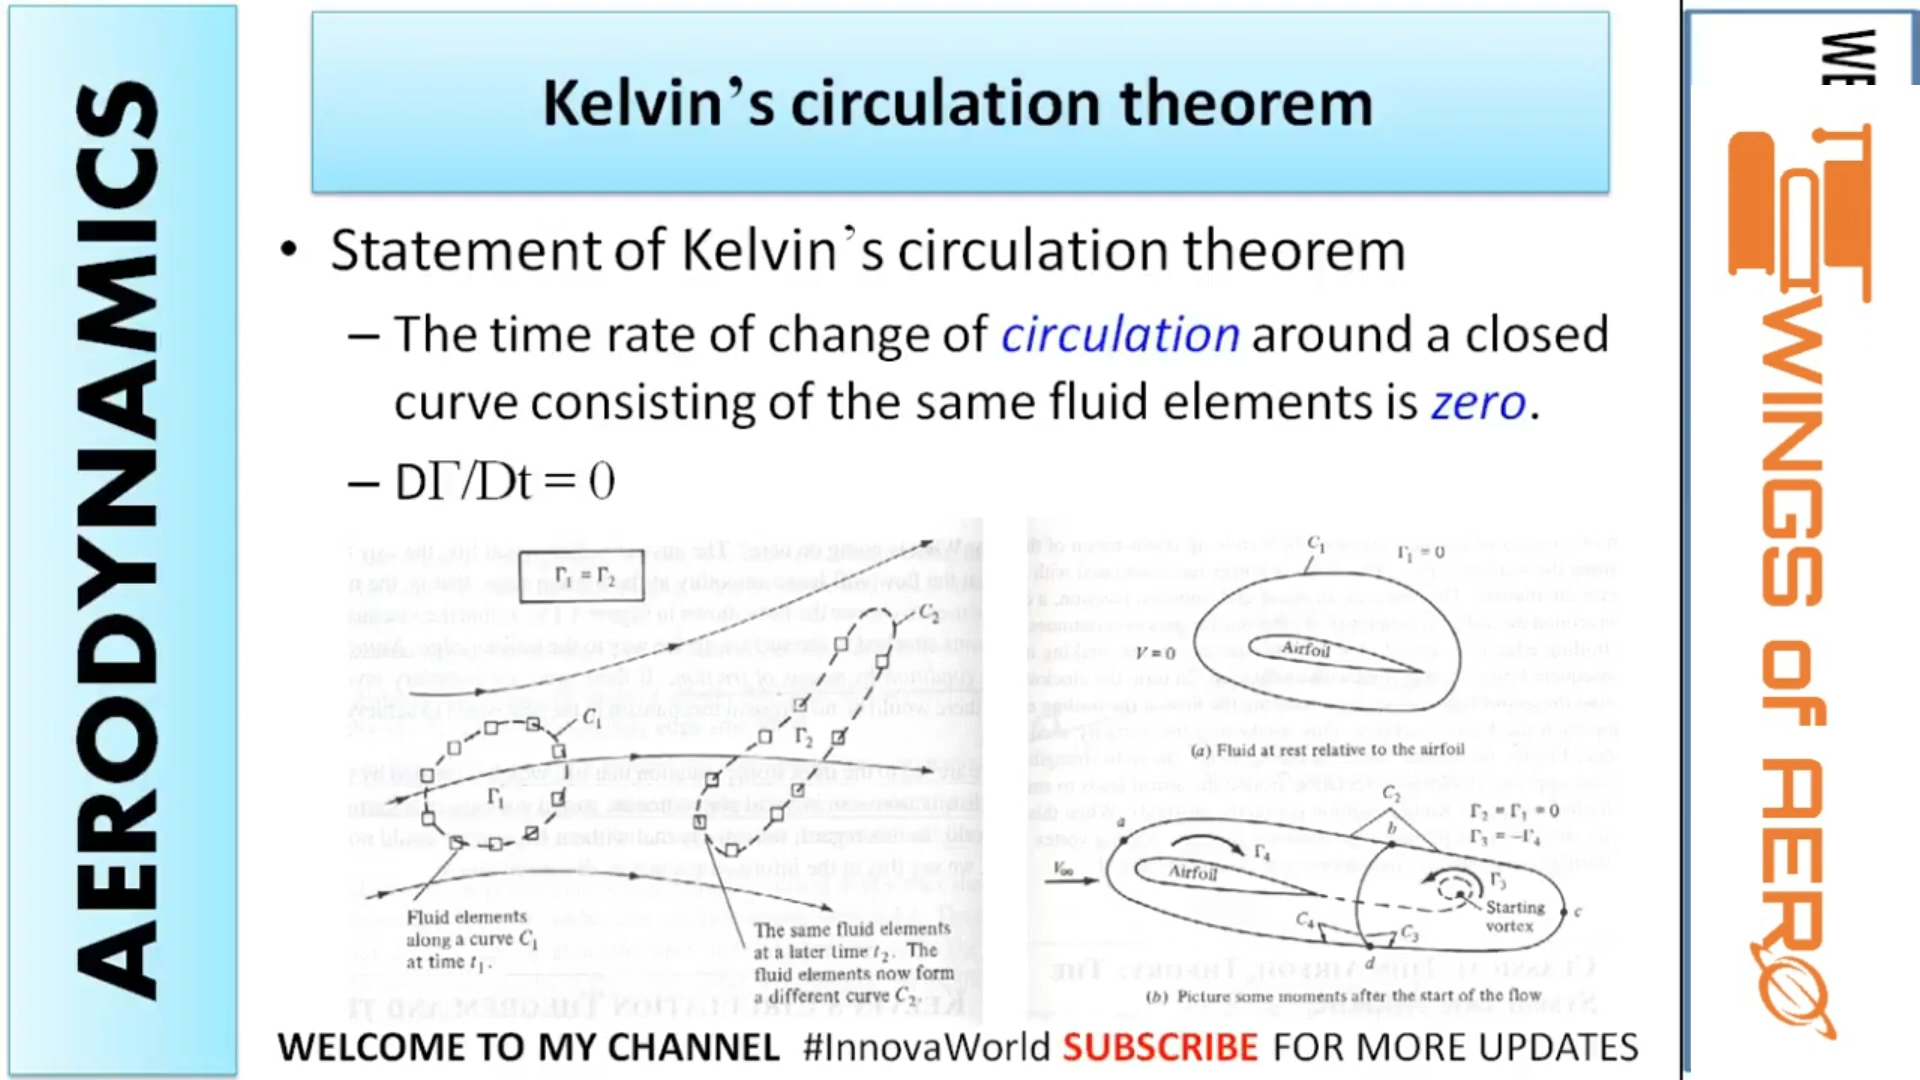 AERODYNAMICS
Kelvin’s circulation theorem
• Statement of Kelvin’s circulation theorem
– The time rate of change of circulation around a closed
curve consisting of the same fluid elements is zero.
– DΓ/Dt = 0
Γ₁ = Γ₂
C₂
C₁
Γ₂
Γ₁
Fluid elements
along a curve C₁
at time t₁.
The same fluid elements
at a later time t₂. The
fluid elements now form
a different curve C₂.
C₁
Γ₁ = 0
V = 0
Airfoil
(a) Fluid at rest relative to the airfoil
C₂
Γ₂ = Γ₁ = 0
Γ₃ = −Γ₄
a
b
Γ₄
V∞
Airfoil
Γ₃
Starting
vortex
c
C₄
C₃
d
(b) Picture some moments after the start of the flow
WELCOME TO MY CHANNEL #InnovaWorld SUBSCRIBE FOR MORE UPDATES
WE
WINGS OF AERO